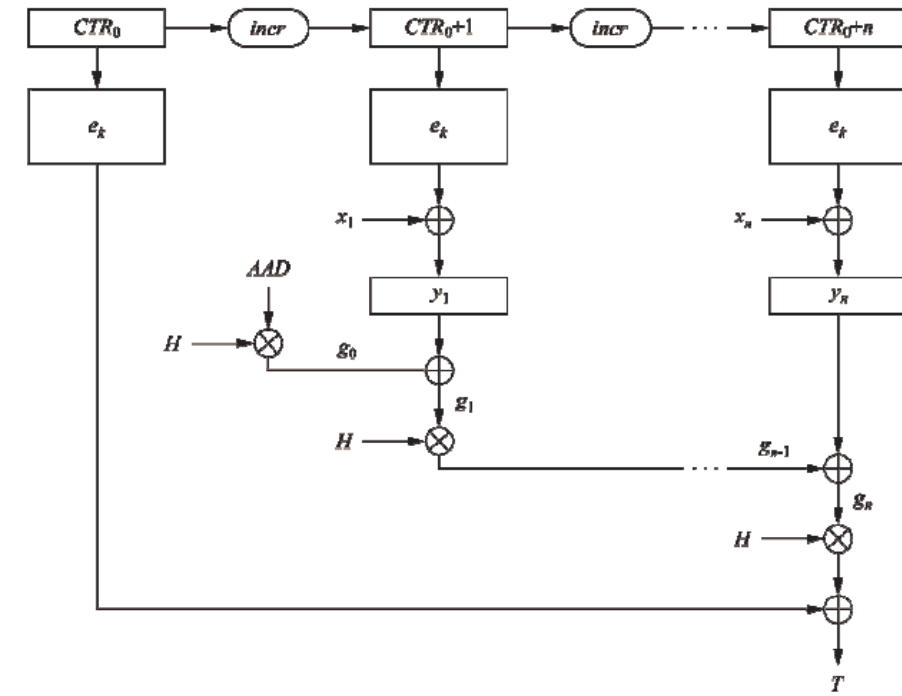 CTR₀ incr CTR₀+1 incr ... CTR₀+n
eₖ eₖ eₖ
x₁ xₙ
AAD
y₁ yₙ
H g₀
g₁
H
gₙ₋₁
gₙ
H
T